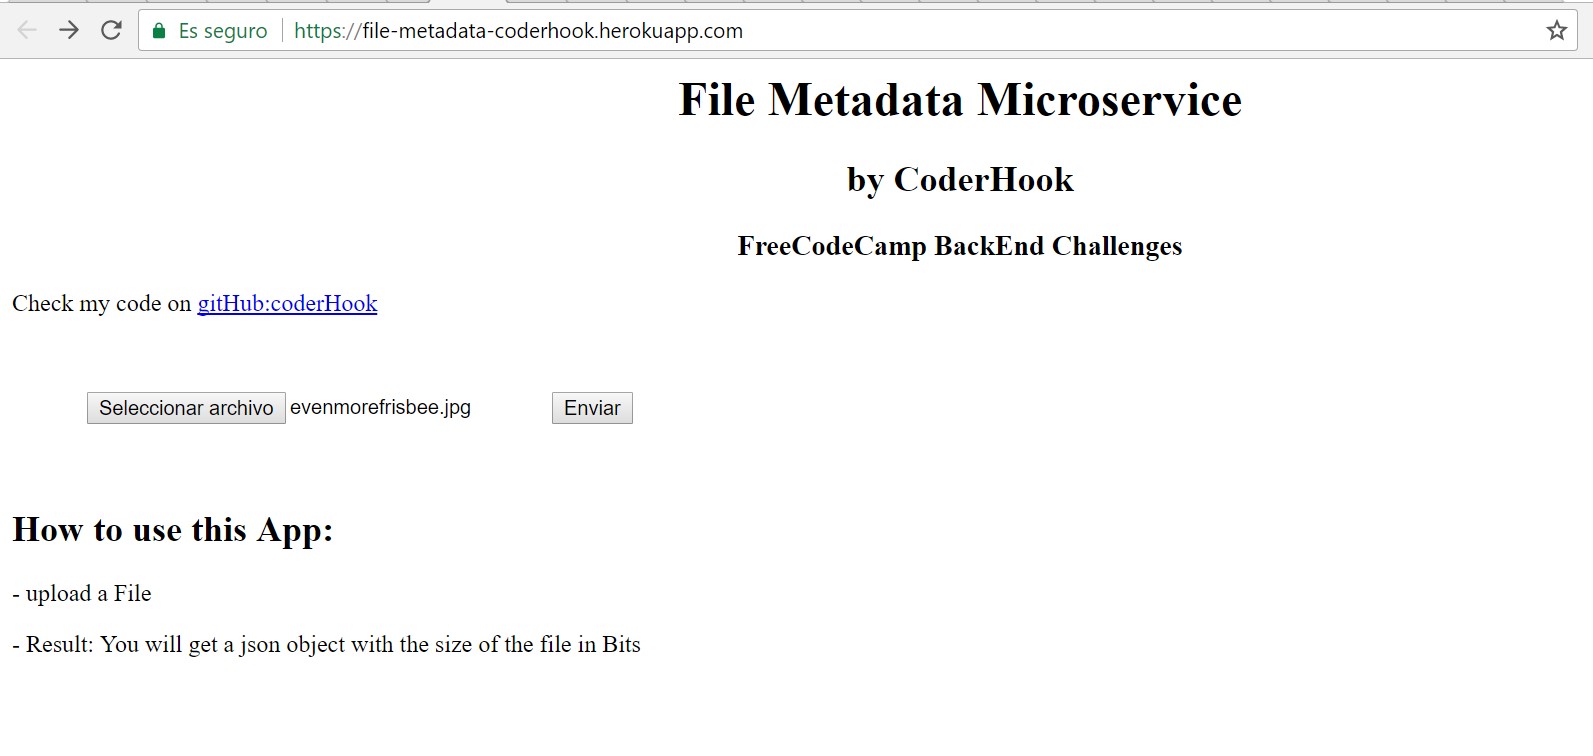 Es seguro https://file-metadata-coderhook.herokuapp.com
File Metadata Microservice
by CoderHook
FreeCodeCamp BackEnd Challenges
Check my code on gitHub:coderHook
Seleccionar archivo evenmorefrisbee.jpg Enviar
How to use this App:
- upload a File
- Result: You will get a json object with the size of the file in Bits